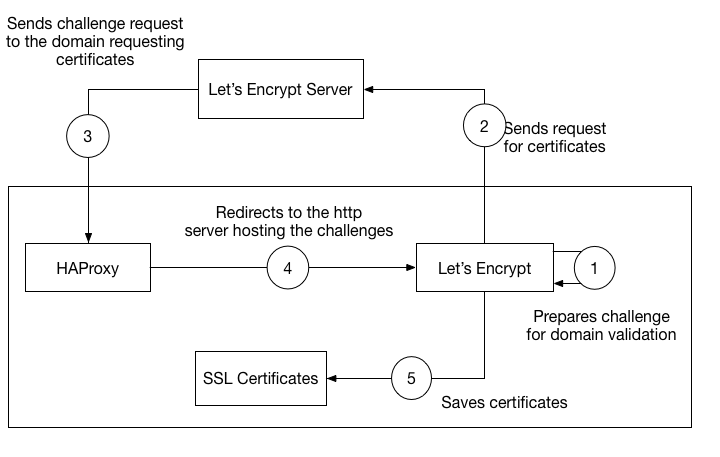 Sends challenge request
to the domain requesting
certificates
Let's Encrypt Server
3
2
Sends request
for certificates
Redirects to the http
server hosting the challenges
HAProxy
4
Let's Encrypt
1
Prepares challenge
for domain validation
SSL Certificates
5
Saves certificates